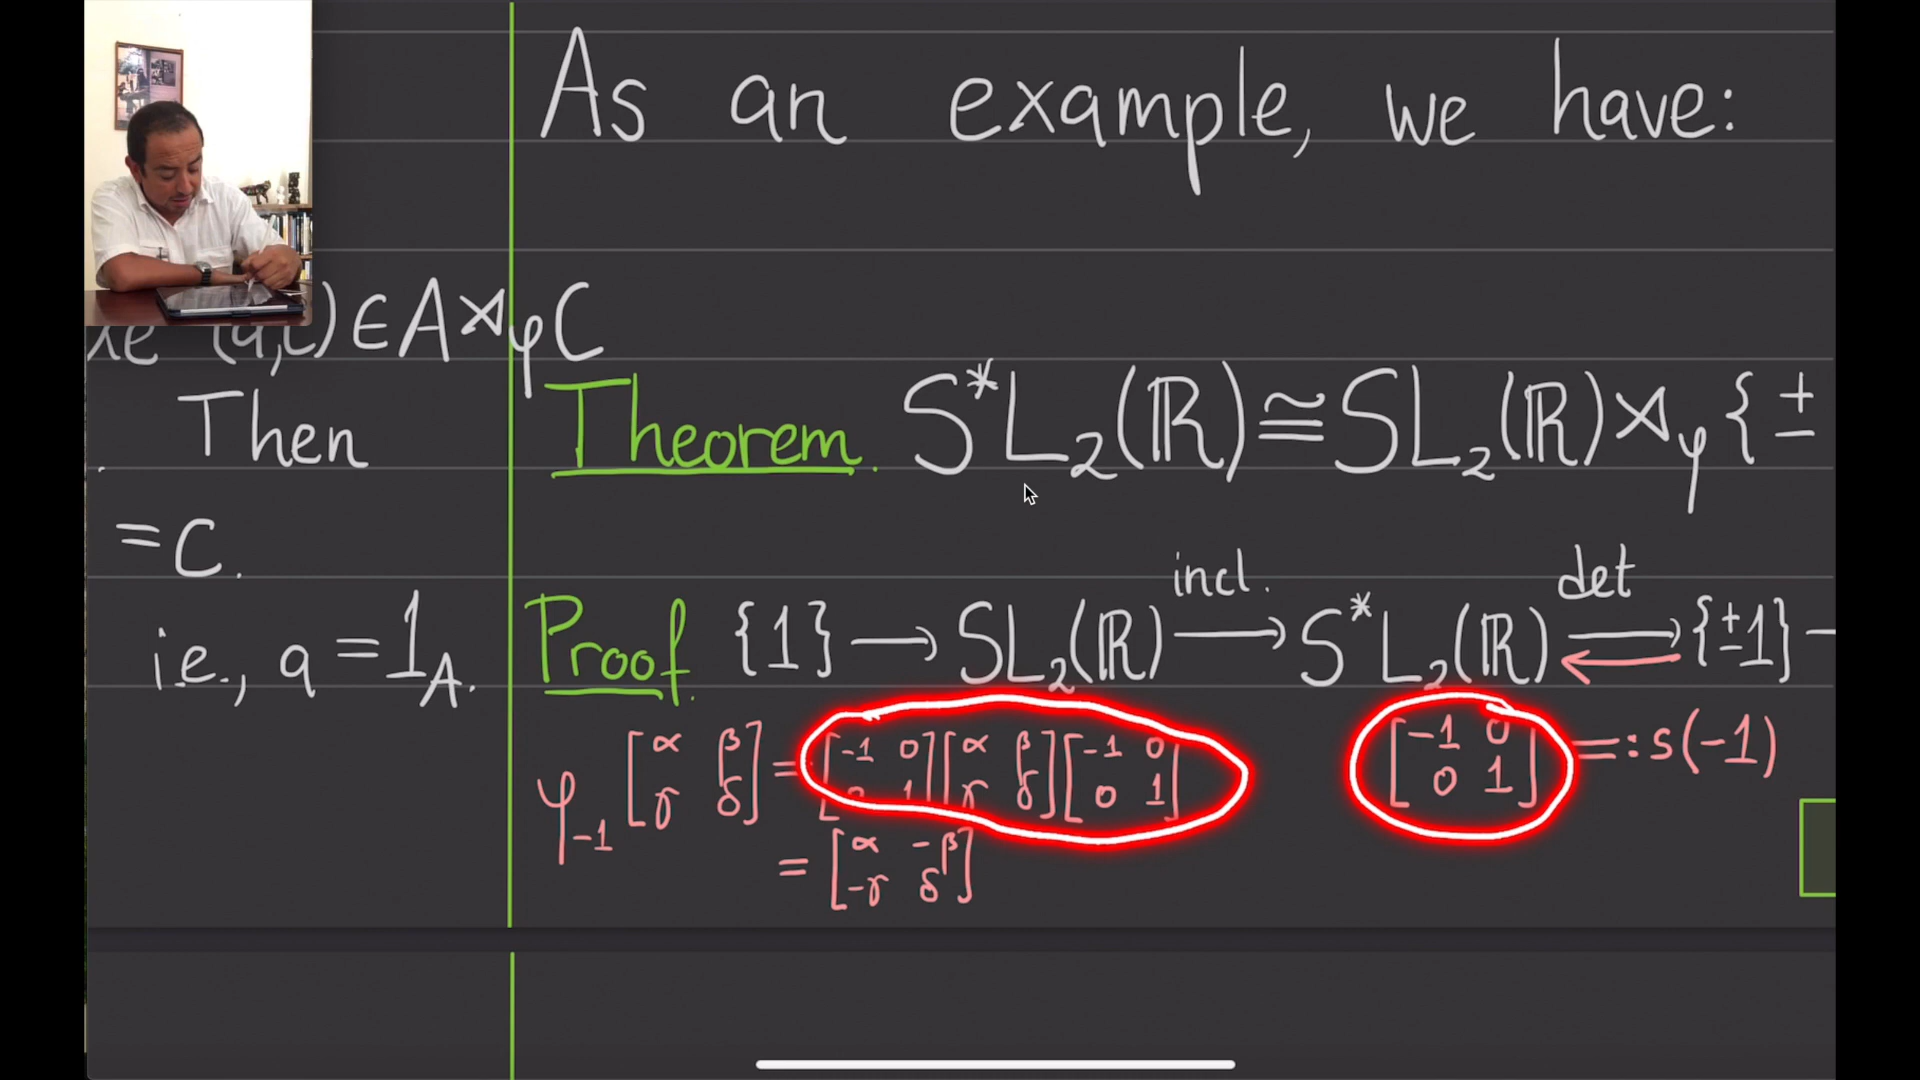 (a,c)∈A⋊φC
. Then
=C.
i.e., a=1_A.
As an example, we have:
Theorem. S*L₂(ℝ)≅SL₂(ℝ)⋊φ{±
incl. det
Proof. {1}→SL₂(ℝ)→S*L₂(ℝ)⇄{±1}−
φ₋₁[α β; γ δ]=[-1 0; 0 1][α β; γ δ][-1 0; 0 1] [-1 0; 0 1]=:s(-1)
=[α -β; -γ δ]